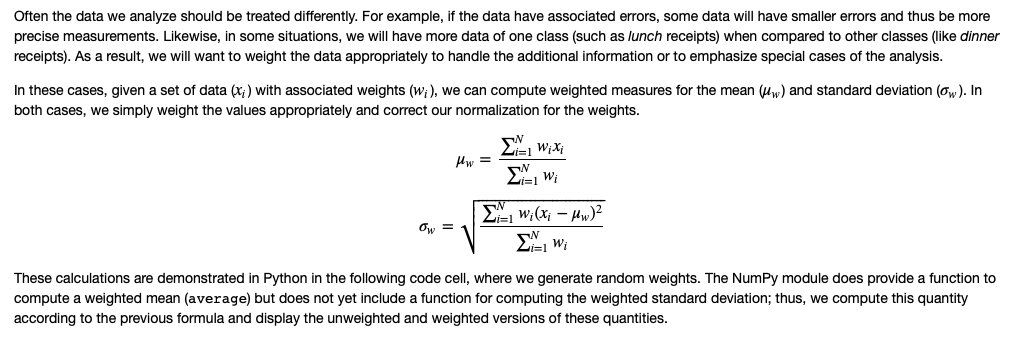 Often the data we analyze should be treated differently. For example, if the data have associated errors, some data will have smaller errors and thus be more
precise measurements. Likewise, in some situations, we will have more data of one class (such as lunch receipts) when compared to other classes (like dinner
receipts). As a result, we will want to weight the data appropriately to handle the additional information or to emphasize special cases of the analysis.
In these cases, given a set of data (xᵢ) with associated weights (wᵢ), we can compute weighted measures for the mean (μ_w) and standard deviation (σ_w). In
both cases, we simply weight the values appropriately and correct our normalization for the weights.
μ_w = \frac{\sum_{i=1}^{N} w_i x_i}{\sum_{i=1}^{N} w_i}
σ_w = \sqrt{\frac{\sum_{i=1}^{N} w_i (x_i - μ_w)^2}{\sum_{i=1}^{N} w_i}}
These calculations are demonstrated in Python in the following code cell, where we generate random weights. The NumPy module does provide a function to
compute a weighted mean (average) but does not yet include a function for computing the weighted standard deviation; thus, we compute this quantity
according to the previous formula and display the unweighted and weighted versions of these quantities.